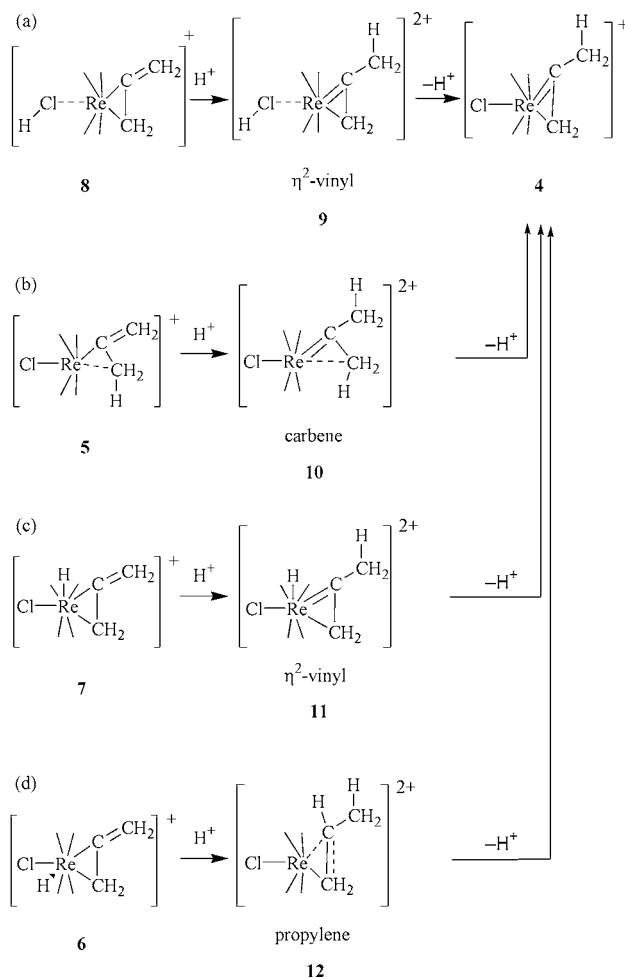 (a)
+
2+
+
H
H
CH₂
CH₂
CH₂
C
C
C
H⁺
–H⁺
Cl
Re
Cl
Re
Cl
Re
H
CH₂
H
CH₂
CH₂
8
η²-vinyl
4
9
(b)
+
2+
H
CH₂
CH₂
C
C
H⁺
–H⁺
Cl
Re
CH₂
Cl
Re
CH₂
H
H
5
carbene
10
(c)
+
2+
H
H
CH₂
H
CH₂
C
C
H⁺
–H⁺
Cl
Re
Cl
Re
CH₂
CH₂
7
η²-vinyl
11
(d)
+
2+
H
H
CH₂
CH₂
C
C
H⁺
–H⁺
Cl
Re
Cl
Re
H
CH₂
CH₂
6
propylene
12